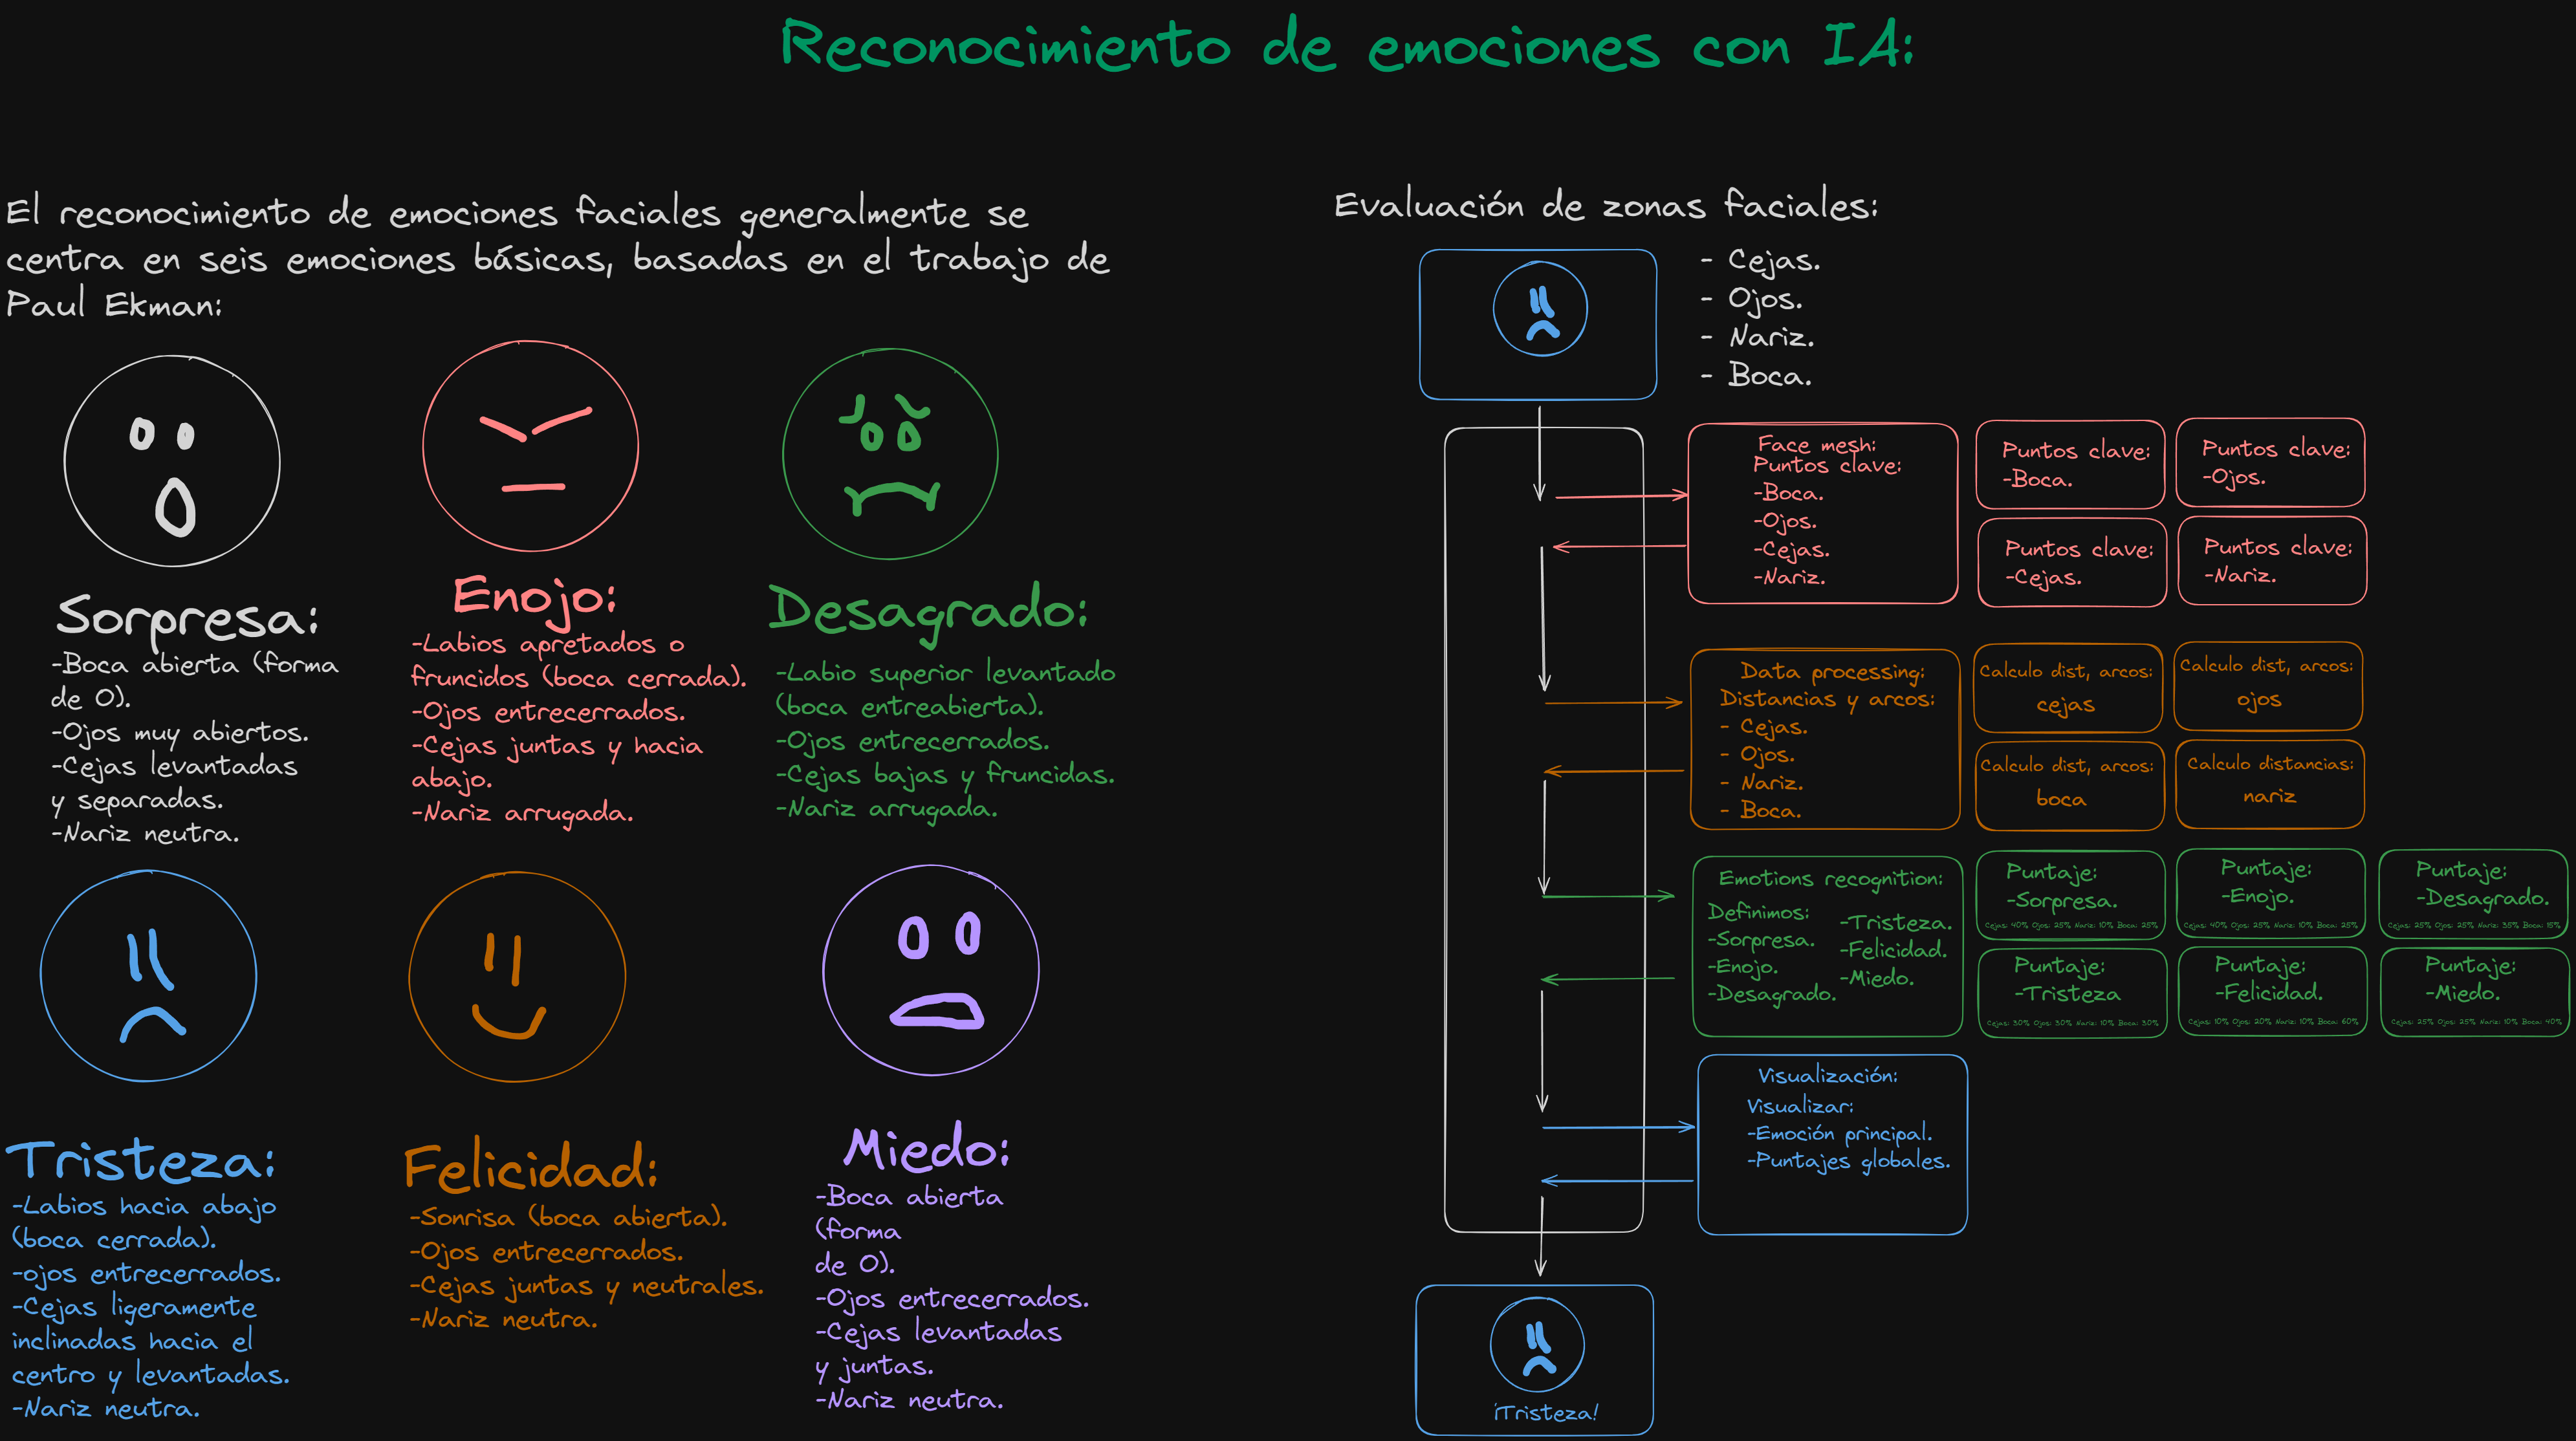 Reconocimiento de emociones con IA:
El reconocimiento de emociones faciales generalmente se
centra en seis emociones básicas, basadas en el trabajo de
Paul Ekman:
Sorpresa:
-Boca abierta (forma
de O).
-Ojos muy abiertos.
-Cejas levantadas
y separadas.
-Nariz neutra.
Enojo:
-Labios apretados o
fruncidos (boca cerrada).
-Ojos entrecerrados.
-Cejas juntas y hacia
abajo.
-Nariz arrugada.
Desagrado:
-Labio superior levantado
(boca entreabierta).
-Ojos entrecerrados.
-Cejas bajas y fruncidas.
-Nariz arrugada.
Tristeza:
-Labios hacia abajo
(boca cerrada).
-ojos entrecerrados.
-Cejas ligeramente
inclinadas hacia el
centro y levantadas.
-Nariz neutra.
Felicidad:
-Sonrisa (boca abierta).
-Ojos entrecerrados.
-Cejas juntas y neutrales.
-Nariz neutra.
Miedo:
-Boca abierta
(forma
de O).
-Ojos entrecerrados.
-Cejas levantadas
y juntas.
-Nariz neutra.
Evaluación de zonas faciales:
- Cejas.
- Ojos.
- Nariz.
- Boca.
Face mesh:
Puntos clave:
-Boca.
-Ojos.
-Cejas.
-Nariz.
Puntos clave:
-Boca.
Puntos clave:
-Ojos.
Puntos clave:
-Cejas.
Puntos clave:
-Nariz.
Data processing:
Distancias y arcos:
- Cejas.
- Ojos.
- Nariz.
- Boca.
Calculo dist, arcos:
cejas
Calculo dist, arcos:
ojos
Calculo dist, arcos:
boca
Calculo distancias:
nariz
Emotions recognition:
Definimos:
-Sorpresa.
-Enojo.
-Desagrado.
-Tristeza.
-Felicidad.
-Miedo.
Puntaje:
-Sorpresa.
Cejas: 40% Ojos: 25% Nariz: 10% Boca: 25%
Puntaje:
-Enojo.
Cejas: 40% Ojos: 25% Nariz: 10% Boca: 25%
Puntaje:
-Desagrado.
Cejas: 25% Ojos: 25% Nariz: 35% Boca: 15%
Puntaje:
-Tristeza
Cejas: 30% Ojos: 30% Nariz: 10% Boca: 30%
Puntaje:
-Felicidad.
Cejas: 10% Ojos: 20% Nariz: 10% Boca: 60%
Puntaje:
-Miedo.
Cejas: 25% Ojos: 25% Nariz: 10% Boca: 40%
Visualización:
Visualizar:
-Emoción principal.
-Puntajes globales.
¡Tristeza!